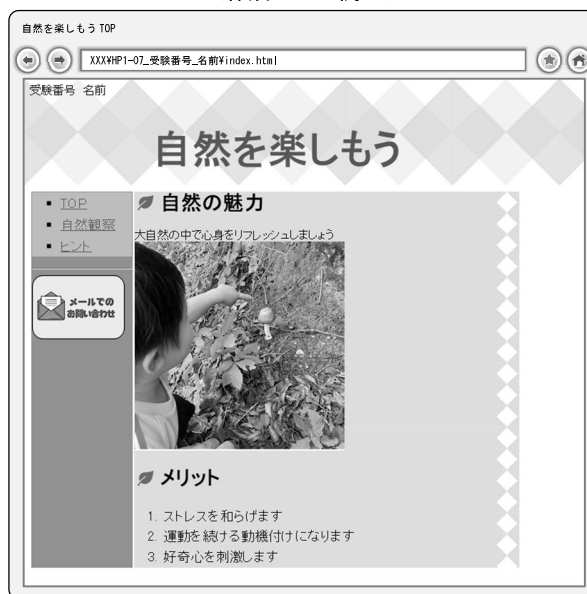 自然を楽しもう TOP
XXX¥HP1-07_受験番号_名前¥index.html
受験番号 名前
自然を楽しもう
TOP
自然観察
ヒント
メールでの
お問い合わせ
自然の魅力
大自然の中で心身をリフレッシュしましょう
メリット
1. ストレスを和らげます
2. 運動を続ける動機付けになります
3. 好奇心を刺激します